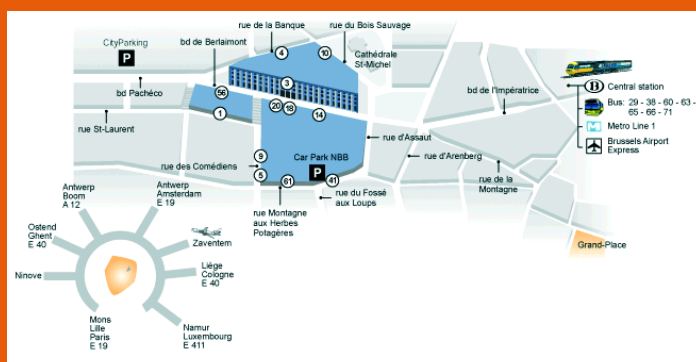 rue de la Banque
rue du Bois Sauvage
CityParking
P
bd de Berlaimont
4
10
Cathédrale
St-Michel
3
56
bd Pachéco
1
20
18
14
bd de l'Impératrice
B Central station
Bus: 29 - 38 - 60 - 63 -
65 - 66 - 71
M Metro Line 1
Brussels Airport
Express
rue St-Laurent
rue d'Assaut
rue des Comédiens
9
5
Car Park NBB
P
61
41
rue d'Arenberg
rue de la
Montagne
rue du Fossé
aux Loups
rue Montagne
aux Herbes
Potagères
Grand-Place
Antwerp
Boom
A 12
Antwerp
Amsterdam
E 19
Ostend
Ghent
E 40
Zaventem
Ninove
Liège
Cologne
E 40
Mons
Lille
Paris
E 19
Namur
Luxembourg
E 411